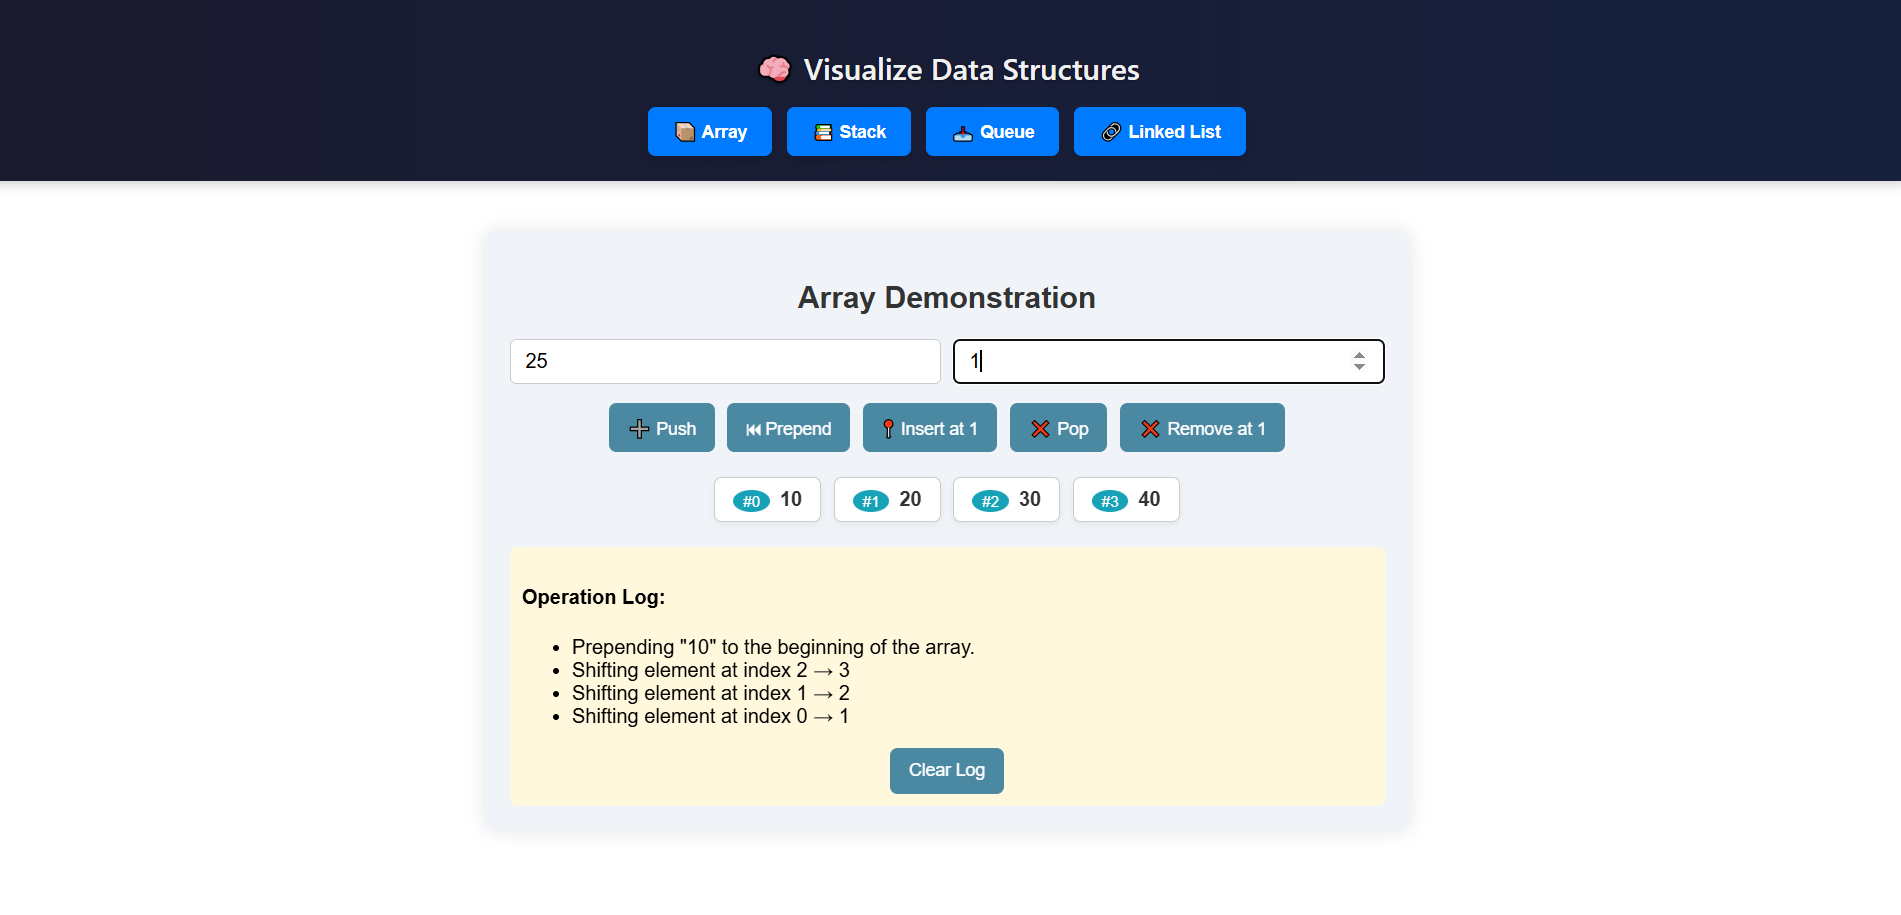 🧠 Visualize Data Structures
📦 Array 📚 Stack 📥 Queue 🔗 Linked List
Array Demonstration
25 1
➕ Push ⏮ Prepend 📍 Insert at 1 ❌ Pop ❌ Remove at 1
#0 10 #1 20 #2 30 #3 40
Operation Log:
• Prepending "10" to the beginning of the array.
• Shifting element at index 2 → 3
• Shifting element at index 1 → 2
• Shifting element at index 0 → 1
Clear Log